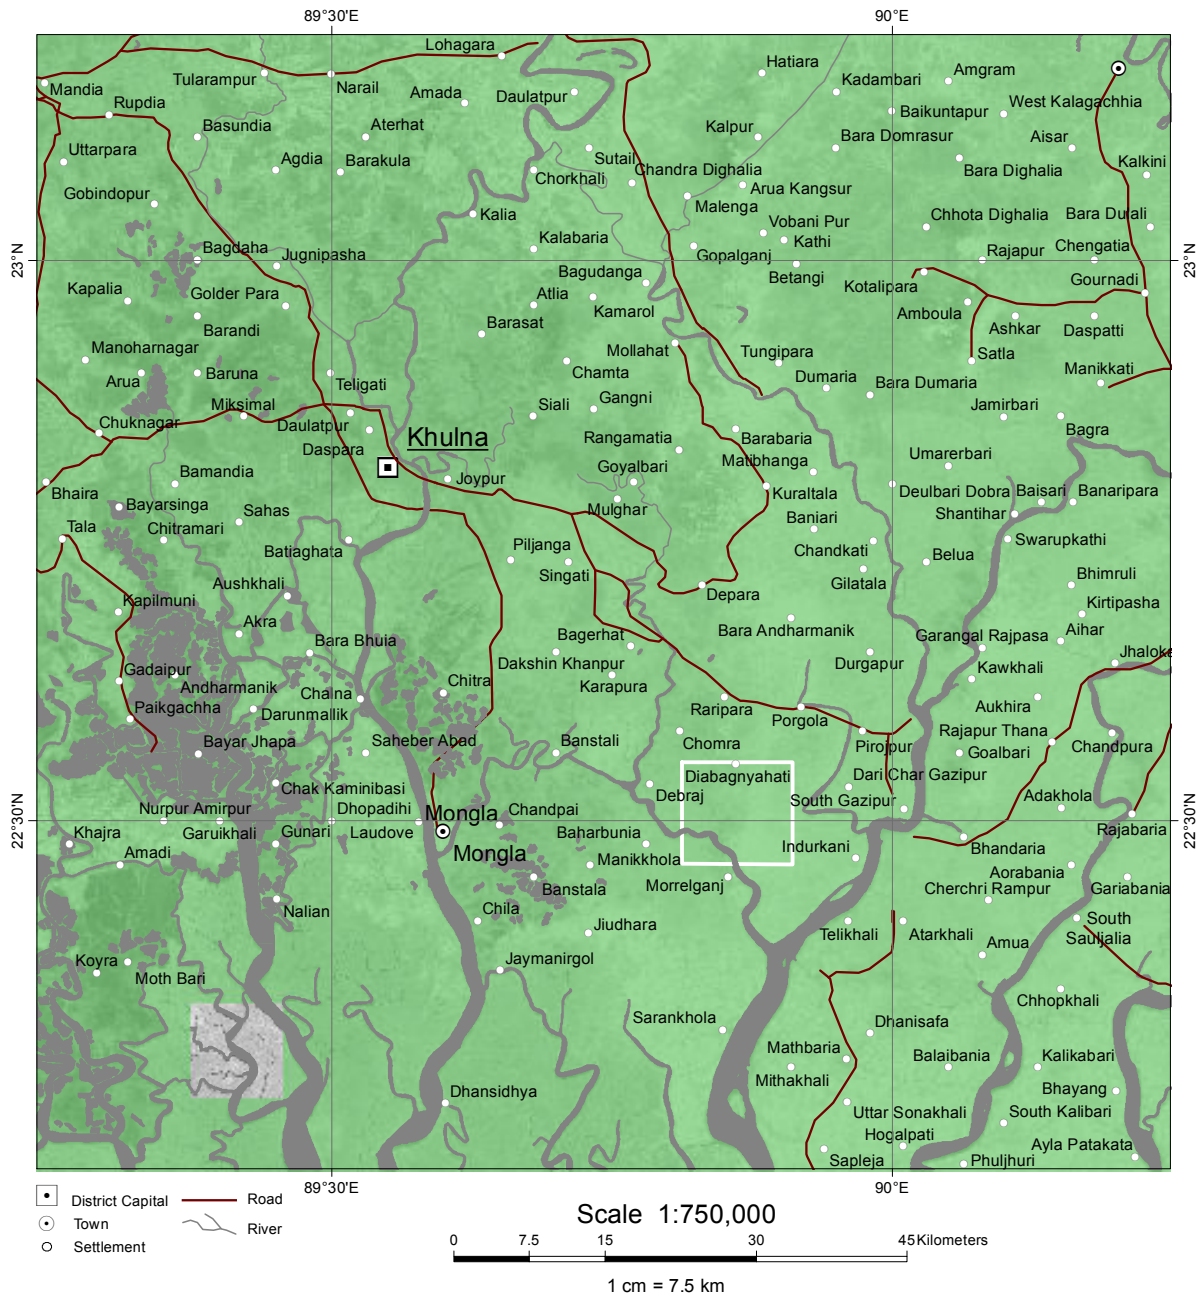 89°30'E
90°E
Lohagara
Hatiara
Tularampur
Narail
Amada
Daulatpur
Kadambari
Amgram
Mandia
Rupdia
Baikuntapur
West Kalagachhia
Basundia
Aterhat
Kalpur
Bara Domrasur
Aisar
Uttarpara
Agdia
Barakula
Sutail
Chorkhali
Chandra Dighalia
Bara Dighalia
Kalkini
Gobindopur
Arua Kangsur
Malenga
Kalia
Vobani Pur
Chhota Dighalia
Bara Dulali
23°N
Bagdaha
Jugnipasha
Kalabaria
Gopalganj
Kathi
Rajapur
Chengatia
23°N
Bagudanga
Betangi
Kotalipara
Gournadi
Kapalia
Golder Para
Atlia
Kamarol
Amboula
Barandi
Barasat
Ashkar
Daspatti
Manoharnagar
Mollahat
Tungipara
Satla
Arua
Baruna
Teligati
Chamta
Dumaria
Bara Dumaria
Manikkati
Miksimal
Siali
Gangni
Jamirbari
Chuknagar
Daulatpur
Khulna
Rangamatia
Barabaria
Bagra
Daspara
Matibhanga
Umarerbari
Bamandia
Joypur
Goyalbari
Bhaira
Bayarsinga
Mulghar
Kuraltala
Deulbari Dobra
Baisari
Banaripara
Tala
Chitramari
Sahas
Baniari
Shantihar
Batiaghata
Piljanga
Chandkati
Belua
Swarupkathi
Aushkhali
Singati
Gilatala
Bhimruli
Kapilmuni
Depara
Kirtipasha
Akra
Bara Bhuia
Bagerhat
Bara Andharmanik
Garangal Rajpasa
Aihar
Gadaipur
Dakshin Khanpur
Durgapur
Kawkhali
Jhaloke
Andharmanik
Chalna
Chitra
Karapura
Paikgachha
Darunmallik
Raripara
Porgola
Aukhira
Bayar Jhapa
Saheber Abad
Banstali
Chomra
Pirojpur
Rajapur Thana
Goalbari
Chandpura
Chak Kaminibasi
Diabagnyahati
Dari Char Gazipur
Debraj
Nurpur Amirpur
Dhopadihi
Mongla
Chandpai
South Gazipur
Adakhola
22°30'N
Khajra
Garuikhali
Gunari
Laudove
Baharbunia
Rajabaria
22°30'N
Amadi
Mongla
Manikkhola
Indurkani
Bhandaria
Aorabania
Banstala
Morrelganj
Cherchri Rampur
Gariabania
Nalian
Chila
Jiudhara
Telikhali
Atarkhali
South
Sauljalia
Amua
Koyra
Moth Bari
Jaymanirgol
Chhopkhali
Sarankhola
Dhanisafa
Mathbaria
Balaibania
Kalikabari
Mithakhali
Bhayang
Dhansidhya
Uttar Sonakhali
South Kalibari
Hogalpati
Ayla Patakata
Sapleja
Phuljhuri
89°30'E
90°E
District Capital
Road
Town
River
Settlement
Scale 1:750,000
0 7.5 15 30 45 Kilometers
1 cm = 7.5 km